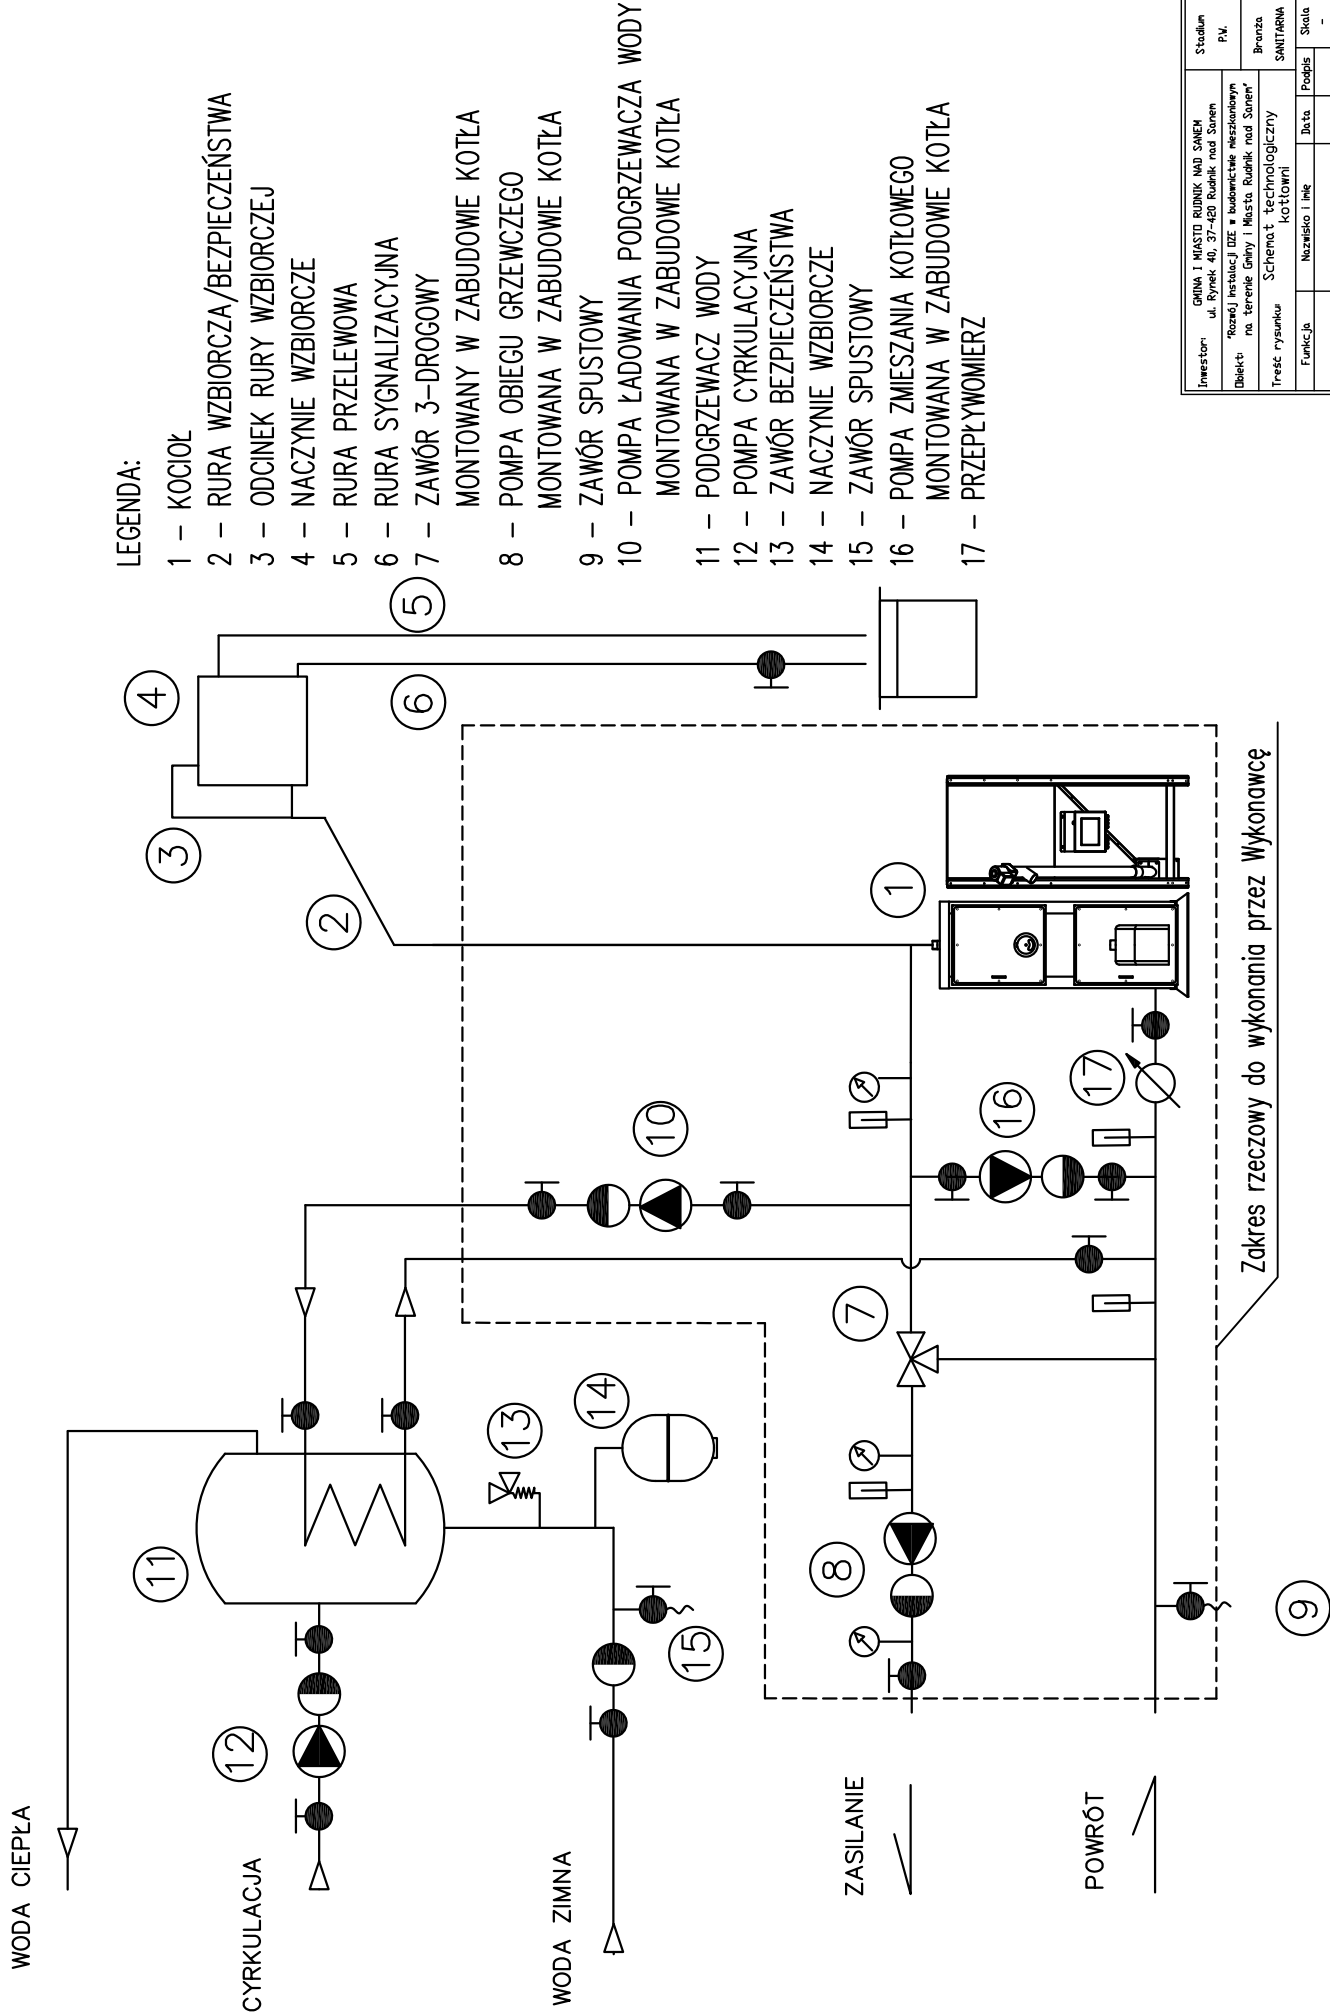 WODA CIEPŁA
CYRKULACJA
WODA ZIMNA
ZASILANIE
POWRÓT
11
12
13
14
15
10
7
8
9
16
17
1
2
3
4
5
6
Zakres rzeczowy do wykonania przez Wykonawcę
LEGENDA:
1 – KOCIOŁ
2 – RURA WZBIORCZA/BEZPIECZEŃSTWA
3 – ODCINEK RURY WZBIORCZEJ
4 – NACZYNIE WZBIORCZE
5 – RURA PRZELEWOWA
6 – RURA SYGNALIZACYJNA
7 – ZAWÓR 3–DROGOWY
MONTOWANY W ZABUDOWIE KOTŁA
8 – POMPA OBIEGU GRZEWCZEGO
MONTOWANA W ZABUDOWIE KOTŁA
9 – ZAWÓR SPUSTOWY
10 – POMPA ŁADOWANIA PODGRZEWACZA WODY
MONTOWANA W ZABUDOWIE KOTŁA
11 – PODGRZEWACZ WODY
12 – POMPA CYRKULACYJNA
13 – ZAWÓR BEZPIECZEŃSTWA
14 – NACZYNIE WZBIORCZE
15 – ZAWÓR SPUSTOWY
16 – POMPA ZMIESZANIA KOTŁOWEGO
MONTOWANA W ZABUDOWIE KOTŁA
17 – PRZEPŁYWOMIERZ
Inwestor: GMINA I MIASTO RUDNIK NAD SANEM
ul. Rynek 40, 37-420 Rudnik nad Sanem
Stadium
P.W.
Obiekt: "Rozwój instalacji OZE w budownictwie mieszkaniowym
na terenie Gminy i Miasta Rudnik nad Sanem"
Branża
SANITARNA
Treść rysunku: Schemat technologiczny
kotłowni
Funkcja Nazwisko i imię Data Podpis Skala
-